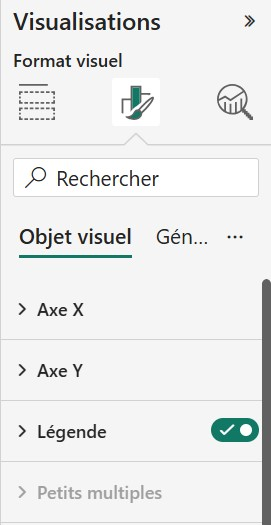 Visualisations
Format visuel
Rechercher
Objet visuel Gén...
Axe X
Axe Y
Légende
Petits multiples